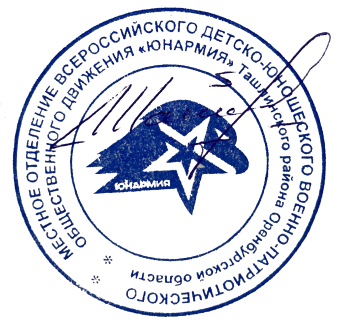 МЕСТНОЕ ОТДЕЛЕНИЕ ВСЕРОССИЙСКОГО ДЕТСКО-ЮНОШЕСКОГО ВОЕННО-ПАТРИОТИЧЕСКОГО
ОБЩЕСТВЕННОГО ДВИЖЕНИЯ «ЮНАРМИЯ» Ташлинского района Оренбургской области
ЮНАРМИЯ